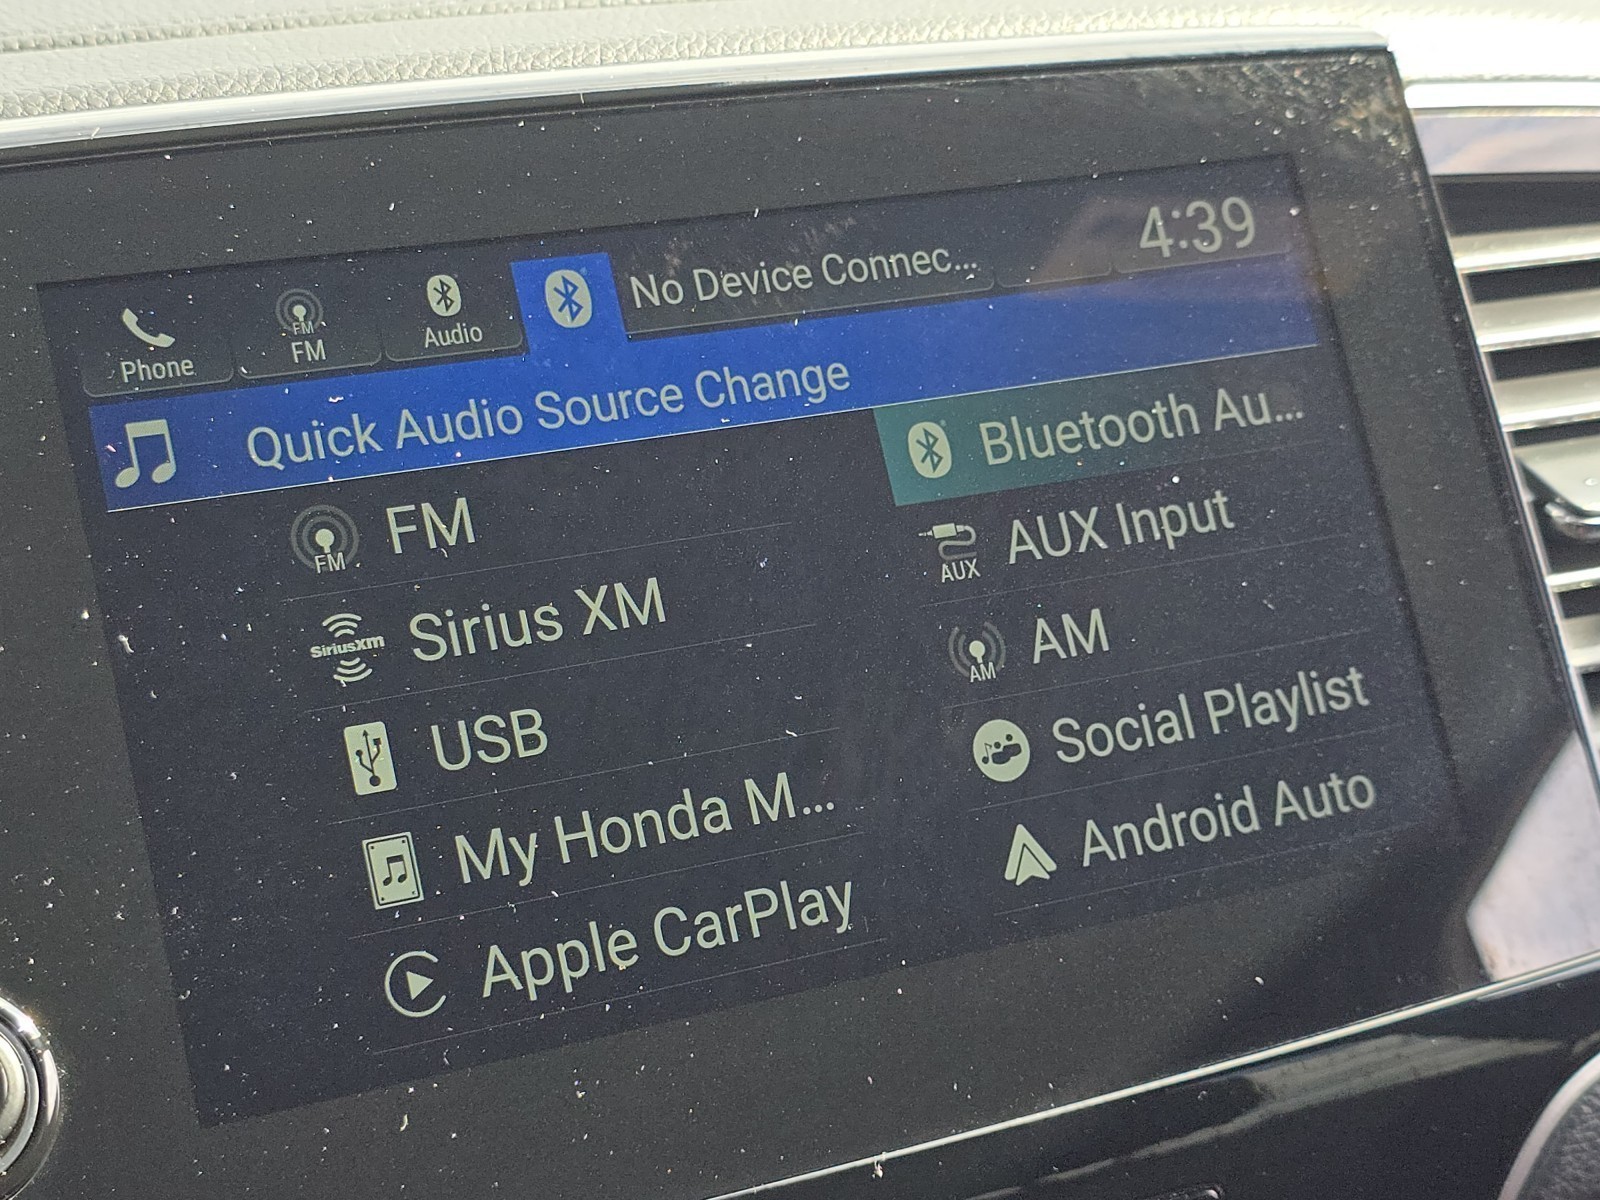 4:39
No Device Connec...
Phone
FM
FM
Audio
Quick Audio Source Change
FM
FM
Bluetooth Au...
SiriusXM
Sirius XM
AUX
AUX Input
USB
AM
AM
My Honda M...
Social Playlist
Apple CarPlay
Android Auto